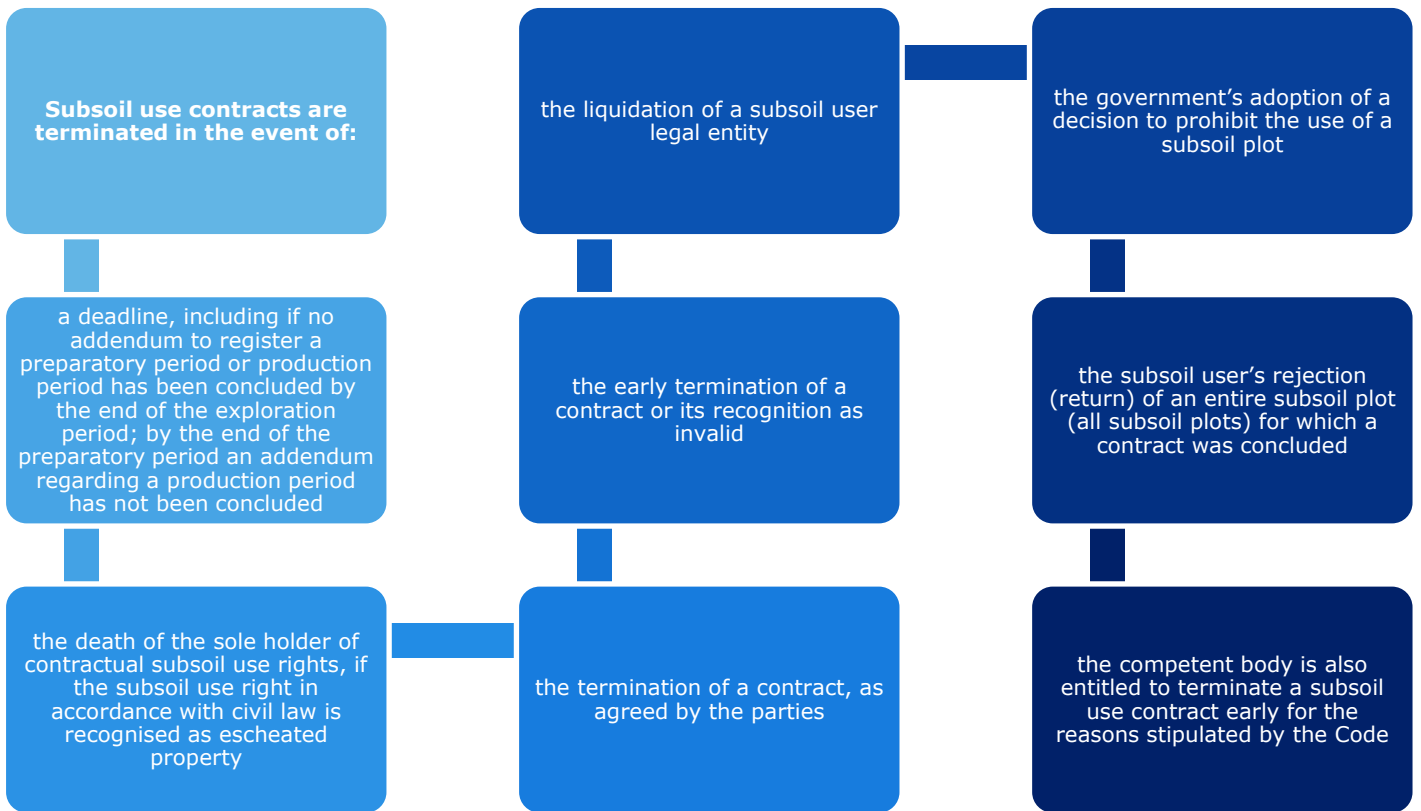 Subsoil use contracts are
terminated in the event of:
a deadline, including if no
addendum to register a
preparatory period or production
period has been concluded by
the end of the exploration
period; by the end of the
preparatory period an addendum
regarding a production period
has not been concluded
the death of the sole holder of
contractual subsoil use rights, if
the subsoil use right in
accordance with civil law is
recognised as escheated
property
the termination of a contract, as
agreed by the parties
the early termination of a
contract or its recognition as
invalid
the liquidation of a subsoil user
legal entity
the government’s adoption of a
decision to prohibit the use of a
subsoil plot
the subsoil user’s rejection
(return) of an entire subsoil plot
(all subsoil plots) for which a
contract was concluded
the competent body is also
entitled to terminate a subsoil
use contract early for the
reasons stipulated by the Code